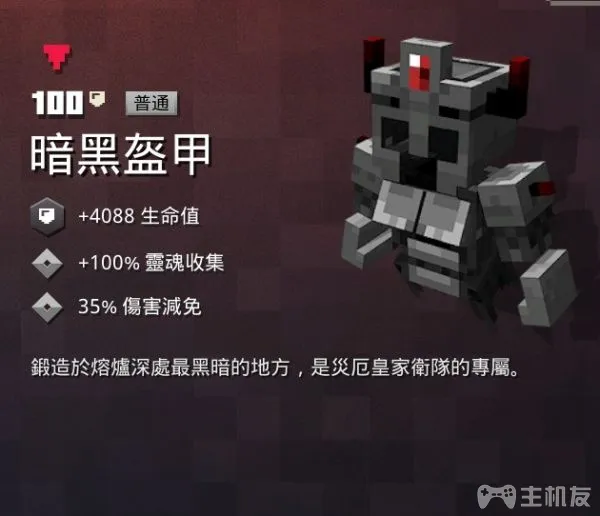 100
普通
暗黑盔甲
+4088 生命值
+100% 靈魂收集
35% 傷害減免
鍛造於熔爐深處最黑暗的地方，是災厄皇家衛隊的專屬。
主机友